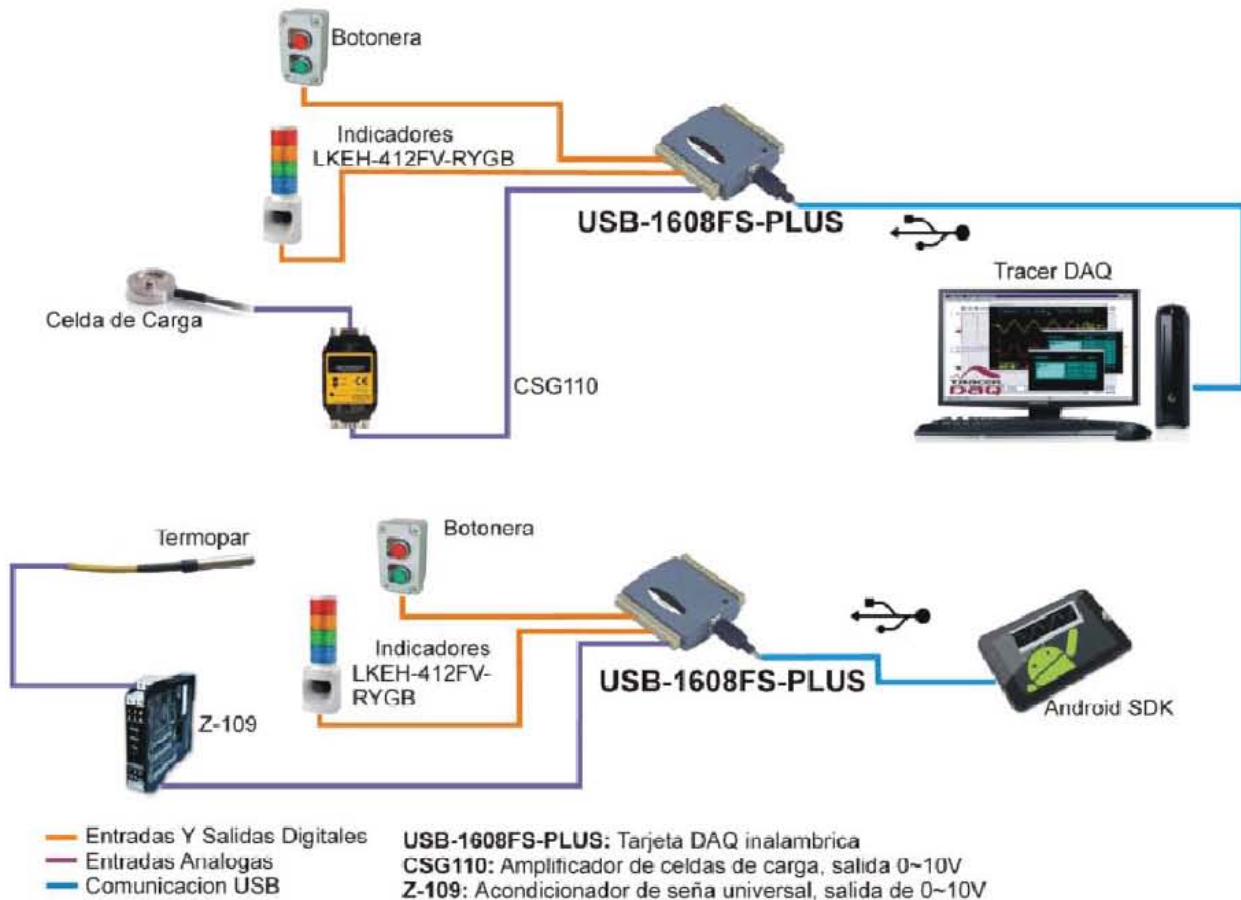 Botonera
Indicadores
LKEH-412FV-RYGB
USB-1608FS-PLUS
Tracer DAQ
TRACER
DAQ
Celda de Carga
CSG110
Termopar
Botonera
Indicadores
LKEH-412FV-
RYGB
USB-1608FS-PLUS
Android SDK
Z-109
Entradas Y Salidas Digitales
Entradas Analogas
Comunicacion USB
USB-1608FS-PLUS: Tarjeta DAQ inalambrica
CSG110: Amplificador de celdas de carga, salida 0~10V
Z-109: Acondicionador de seña universal, salida de 0~10V